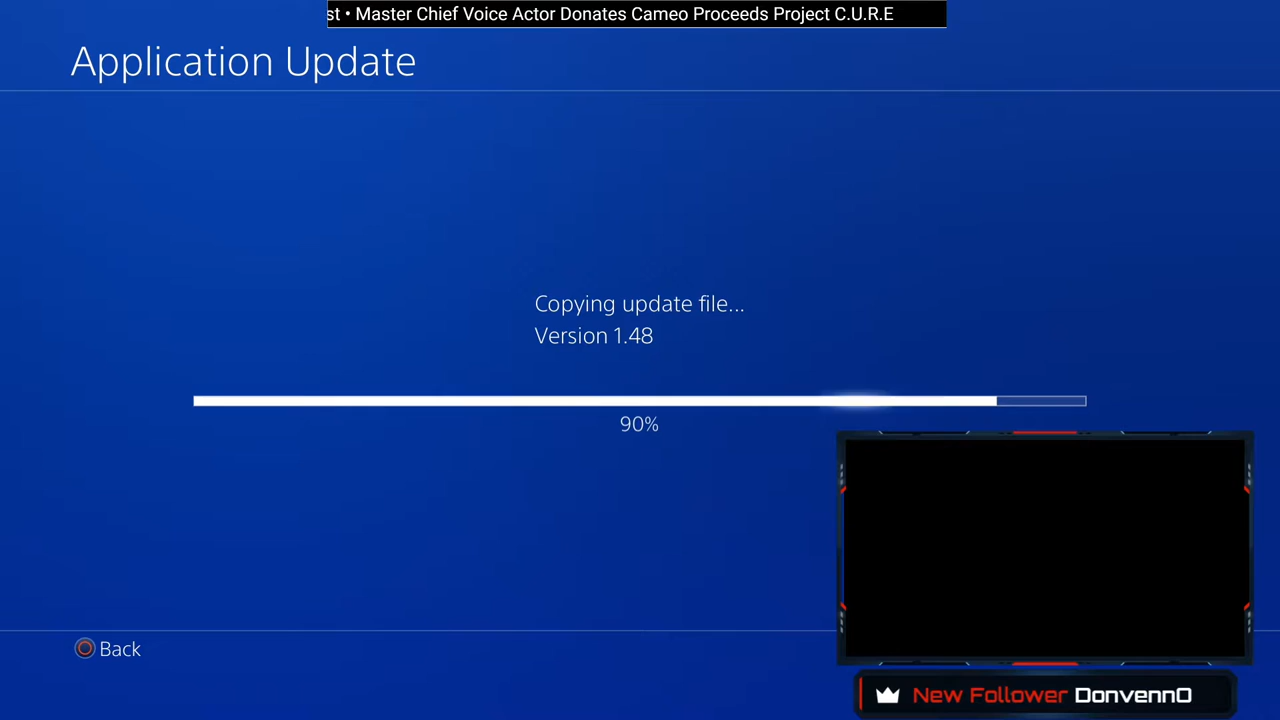 st • Master Chief Voice Actor Donates Cameo Proceeds Project C.U.R.E
Application Update
Copying update file...
Version 1.48
90%
Back
New Follower Donvenn0